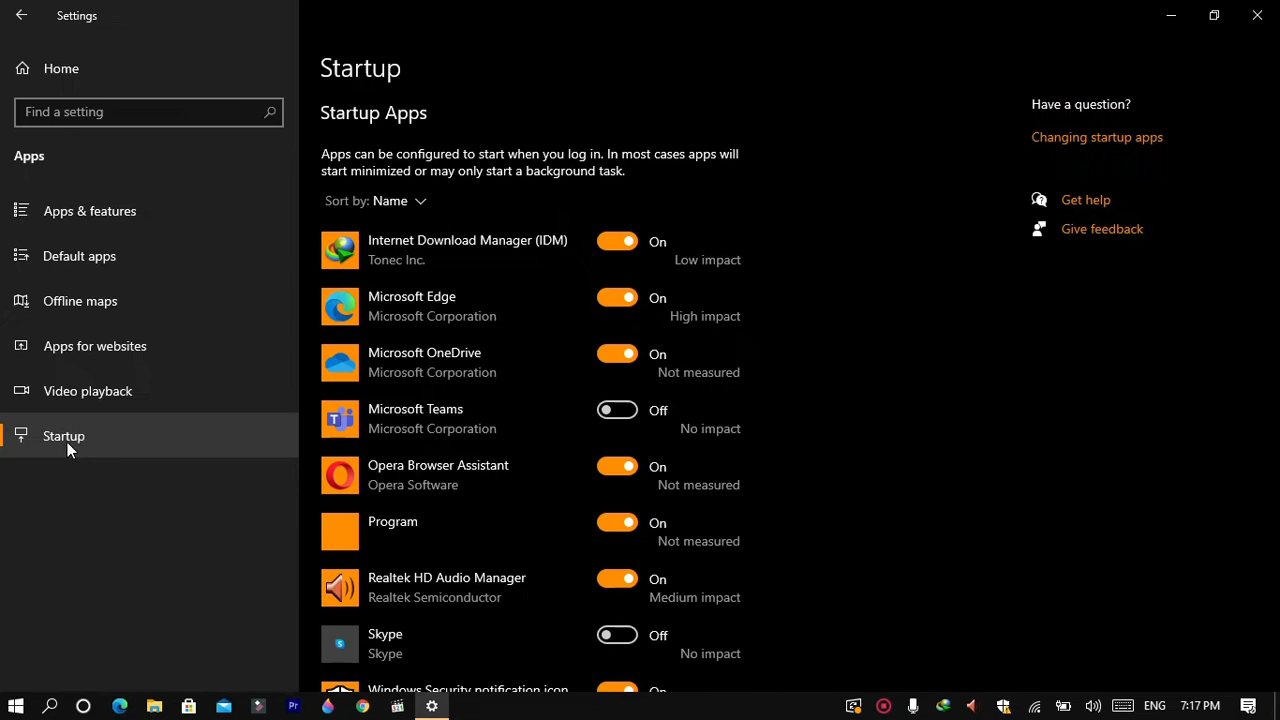 Settings
Home
Find a setting
Apps
Apps & features
Default apps
Offline maps
Apps for websites
Video playback
Startup
Startup
Startup Apps
Apps can be configured to start when you log in. In most cases apps will
start minimized or may only start a background task.
Sort by: Name
Internet Download Manager (IDM)
On
Tonec Inc.
Low impact
Microsoft Edge
On
Microsoft Corporation
High impact
Microsoft OneDrive
On
Microsoft Corporation
Not measured
Microsoft Teams
Off
Microsoft Corporation
No impact
Opera Browser Assistant
On
Opera Software
Not measured
Program
On
Not measured
Realtek HD Audio Manager
On
Realtek Semiconductor
Medium impact
Skype
Off
Skype
No impact
Windows Security notification icon
On
Have a question?
Changing startup apps
Get help
Give feedback
Pr
ENG
7:17 PM